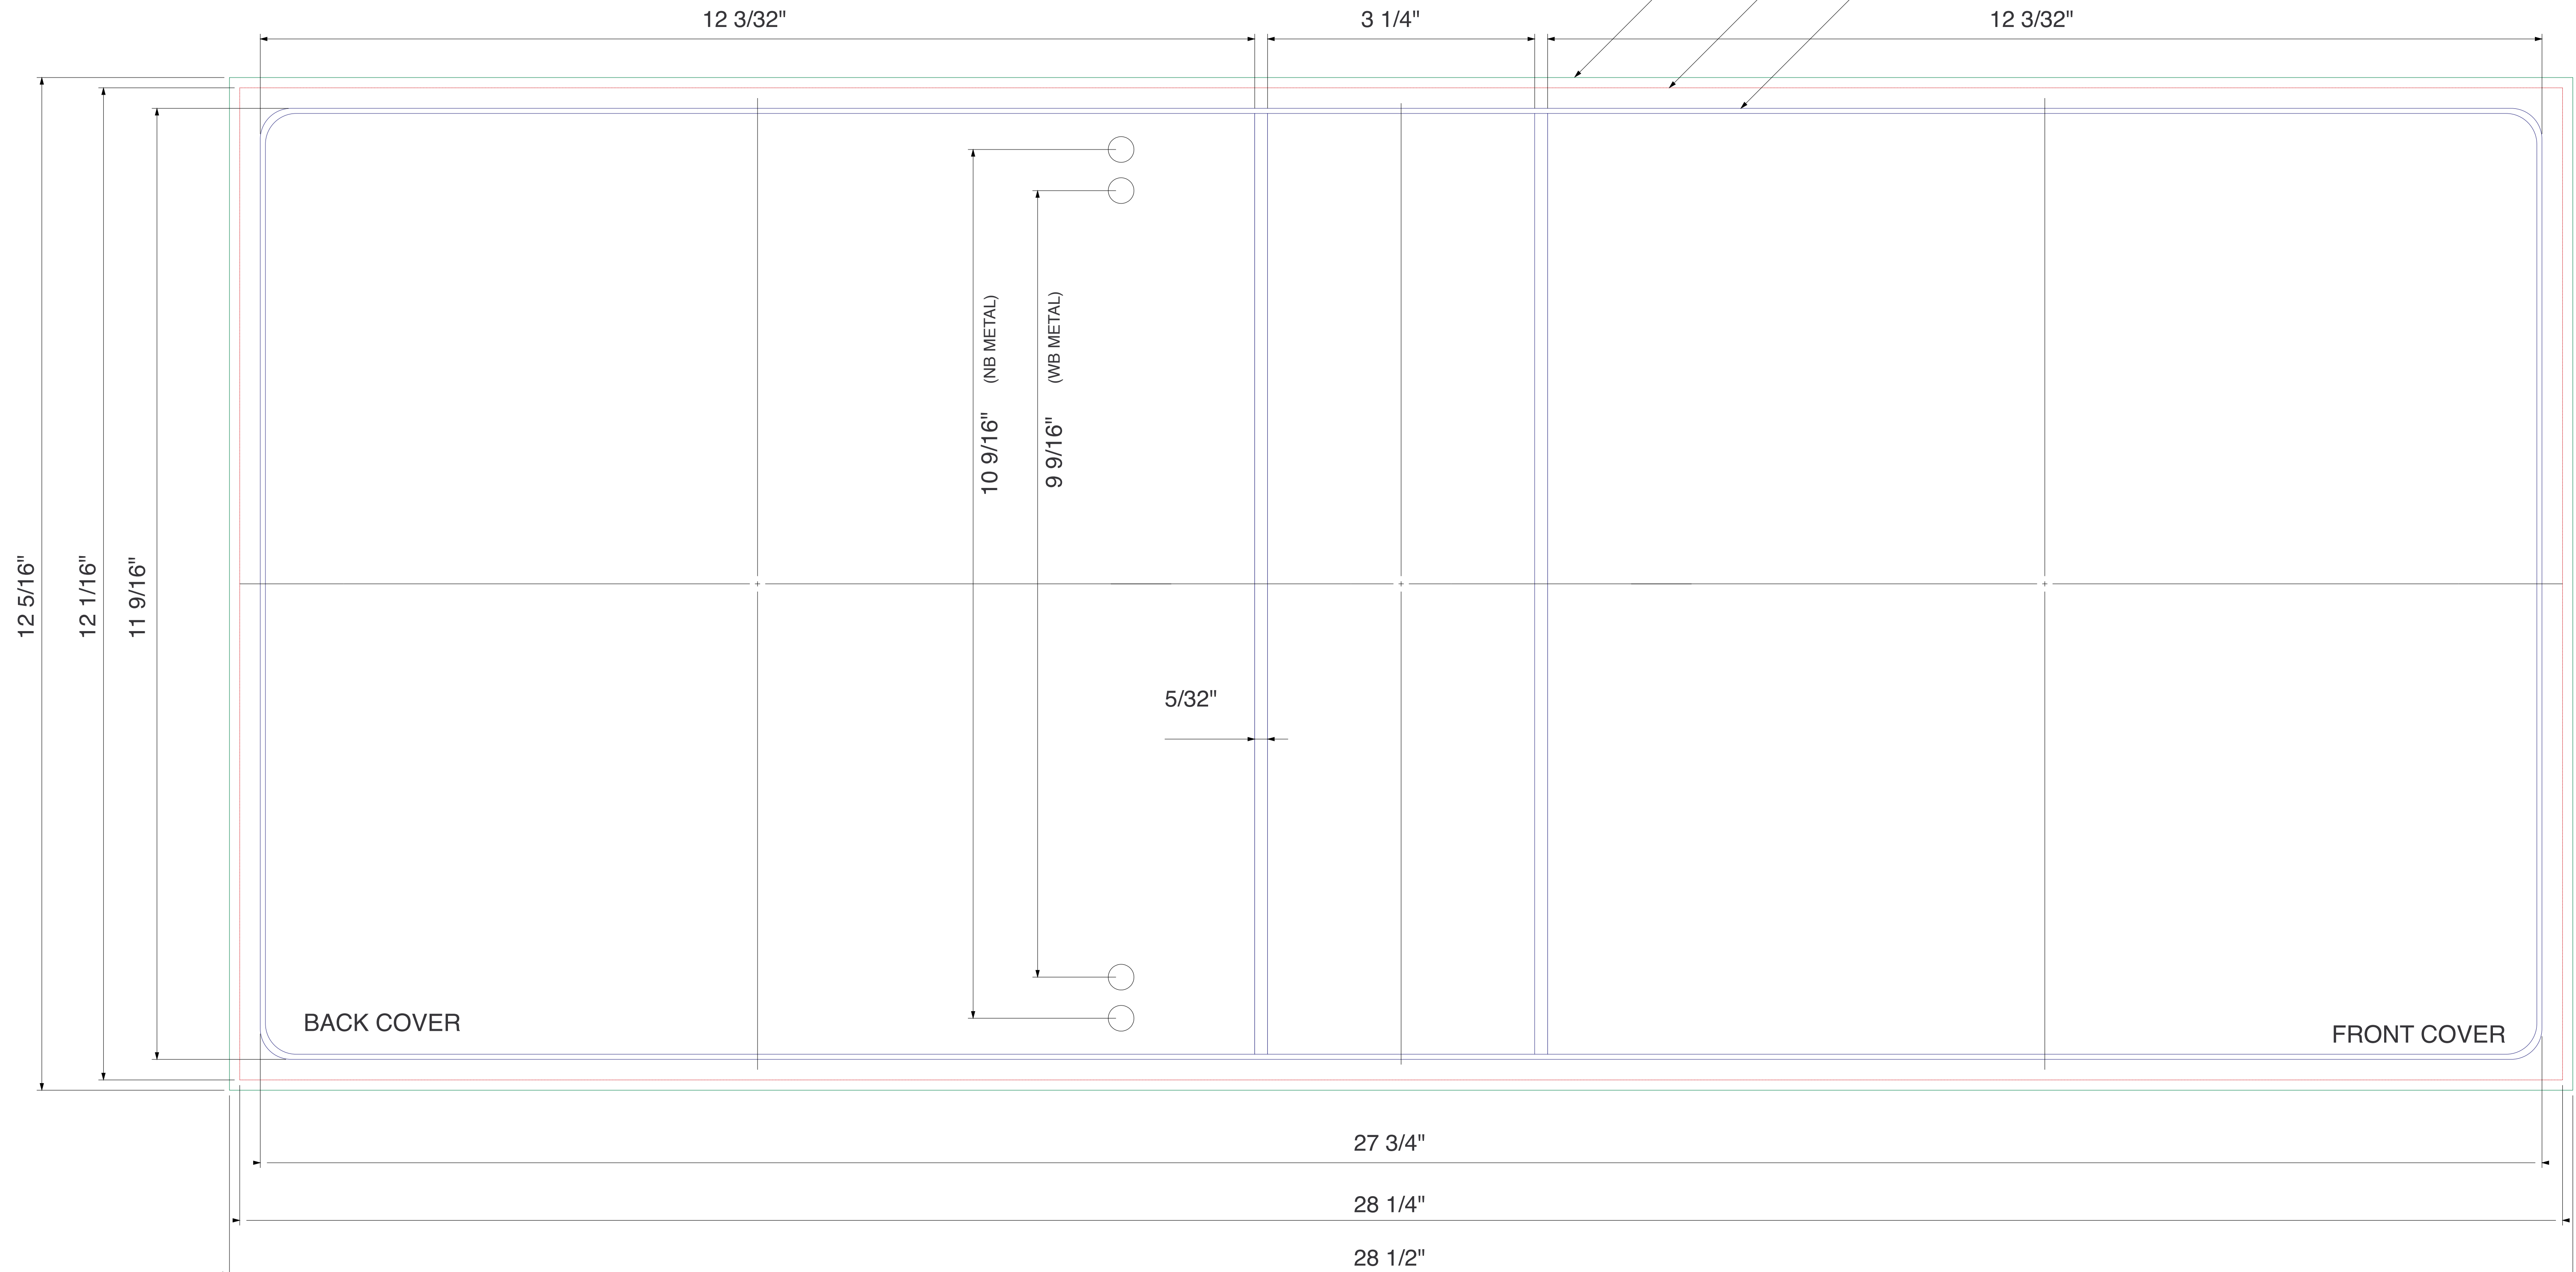 12 3/32"
3 1/4"
12 3/32"
12 5/16"
12 1/16"
11 9/16"
10 9/16" (NB METAL)
9 9/16" (WB METAL)
5/32"
BACK COVER
FRONT COVER
27 3/4"
28 1/4"
28 1/2"